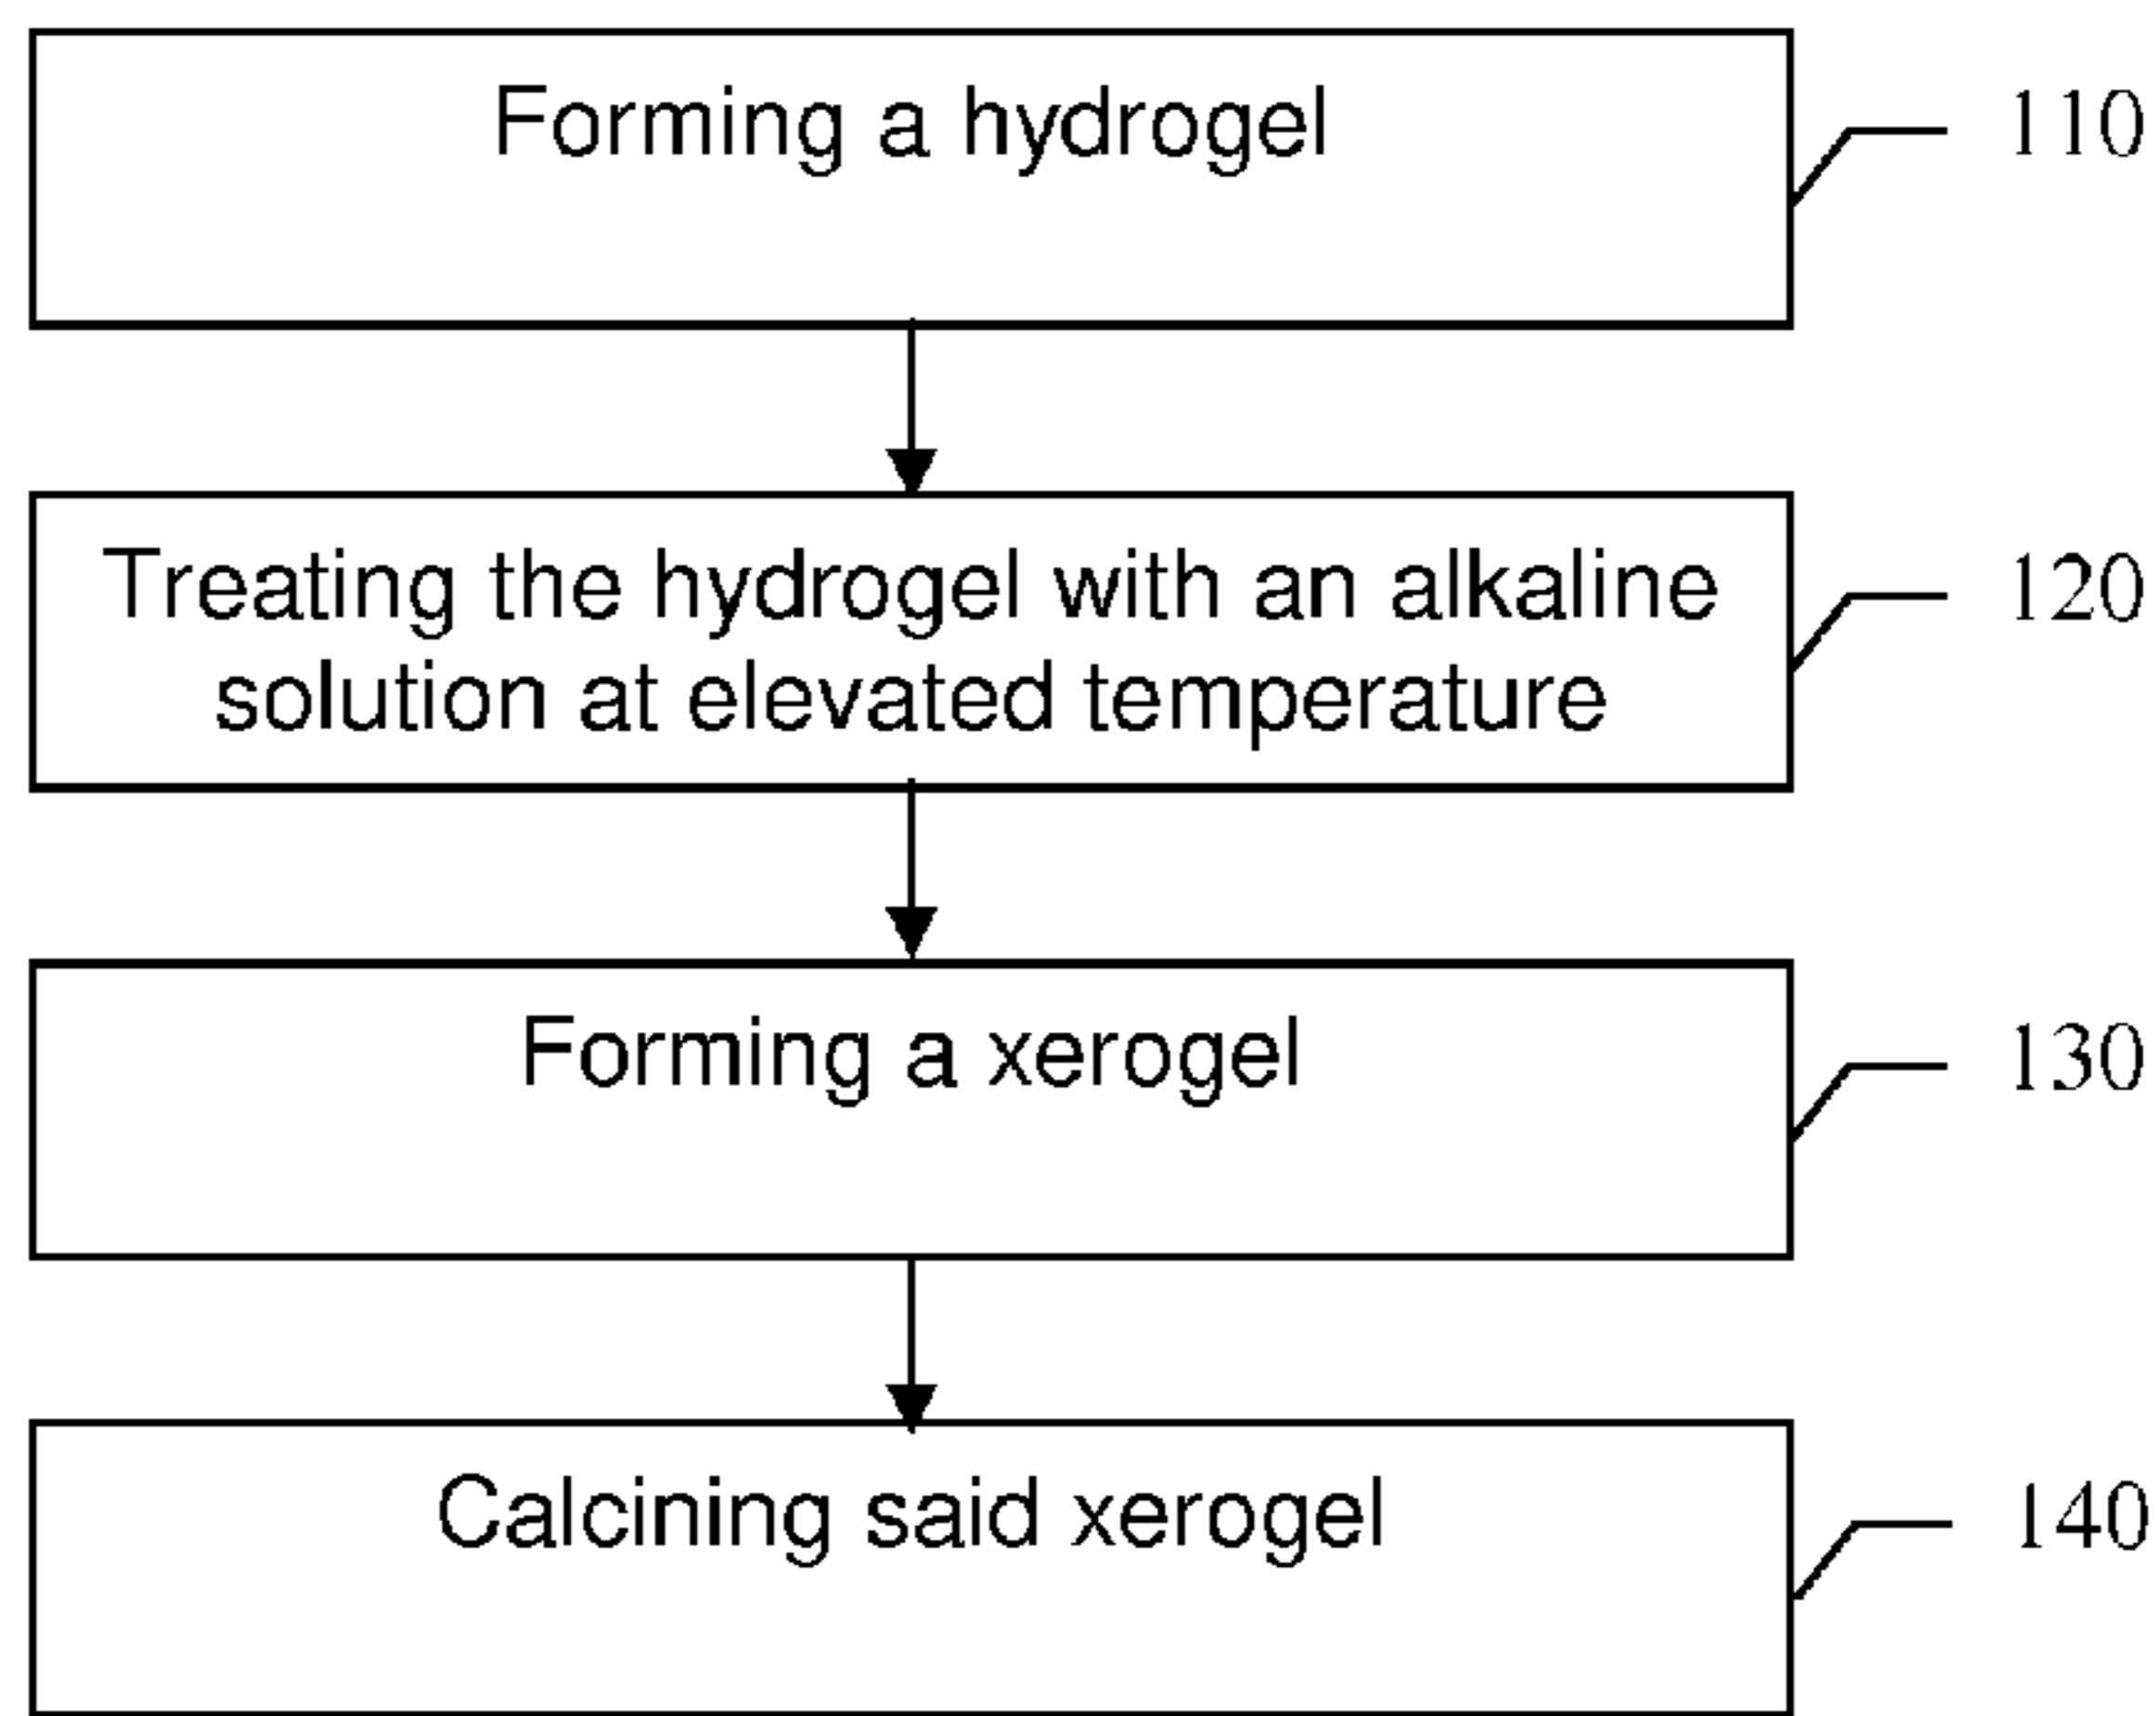 Forming a hydrogel
110
Treating the hydrogel with an alkaline
solution at elevated temperature
120
Forming a xerogel
130
Calcining said xerogel
140